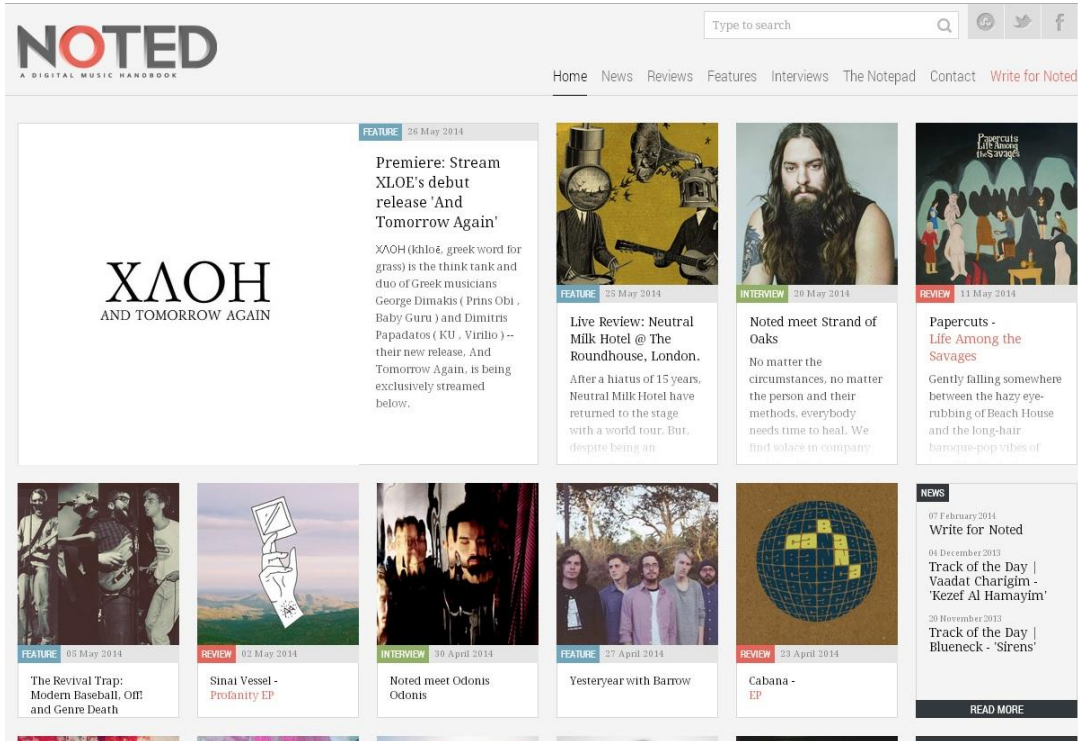 NOTED
A DIGITAL MUSIC HANDBOOK
Type to search
Home News Reviews Features Interviews The Notepad Contact Write for Noted
ΧΛΟΗ
AND TOMORROW AGAIN
FEATURE 26 May 2014
Premiere: Stream
XLOE's debut
release 'And
Tomorrow Again'
ΧΛΟΗ (khloē, greek word for
grass) is the think tank and
duo of Greek musicians
George Dimakis ( Prins Obi ,
Baby Guru ) and Dimitris
Papadatos ( KU , Virilio ) --
their new release, And
Tomorrow Again, is being
exclusively streamed
below.
FEATURE 25 May 2014
Live Review: Neutral
Milk Hotel @ The
Roundhouse, London.
After a hiatus of 15 years,
Neutral Milk Hotel have
returned to the stage
with a world tour. But,
despite being an
INTERVIEW 20 May 2014
Noted meet Strand of
Oaks
No matter the
circumstances, no matter
the person and their
methods, everybody
needs time to heal. We
find solace in company
Papercuts
Life Among
the Savages
REVIEW 11 May 2014
Papercuts -
Life Among the
Savages
Gently falling somewhere
between the hazy eye-
rubbing of Beach House
and the long-hair
baroque-pop vibes of
FEATURE 05 May 2014
The Revival Trap:
Modern Baseball, Off!
and Genre Death
REVIEW 02 May 2014
Sinai Vessel -
Profanity EP
INTERVIEW 30 April 2014
Noted meet Odonis
Odonis
FEATURE 27 April 2014
Yesteryear with Barrow
REVIEW 23 April 2014
Cabana -
EP
NEWS
07 February 2014
Write for Noted
04 December 2013
Track of the Day |
Vaadat Charigim -
'Kezef Al Hamayim'
20 November 2013
Track of the Day |
Blueneck - 'Sirens'
READ MORE